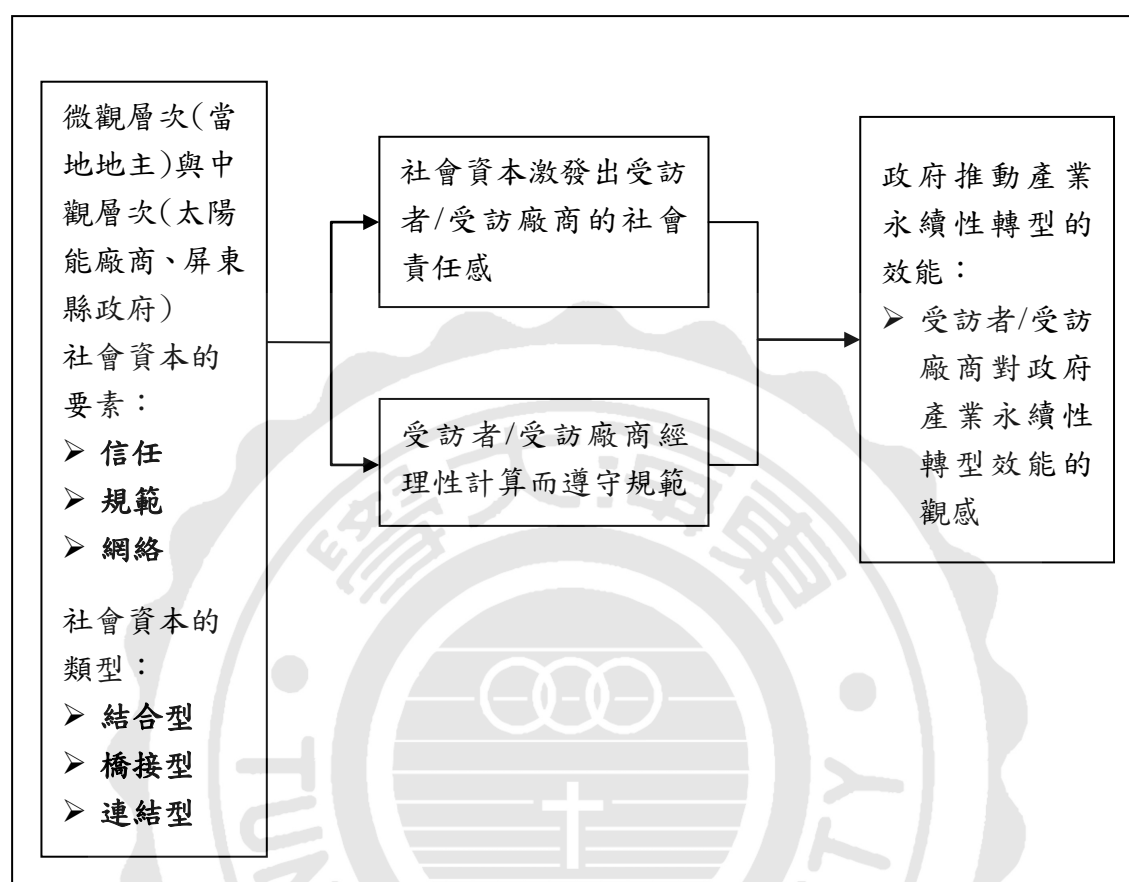 微觀層次(當
地地主)與中
觀層次(太陽
能廠商、屏東
縣政府)
社會資本的
要素：
➢ 信任
➢ 規範
➢ 網絡
社會資本的
類型：
➢ 結合型
➢ 橋接型
➢ 連結型
社會資本激發出受訪
者/受訪廠商的社會
責任感
受訪者/受訪廠商經
理性計算而遵守規範
政府推動產業
永續性轉型的
效能：
➢ 受訪者/受訪
廠商對政府
產業永續性
轉型效能的
觀感
學大海東
TUN
ITY